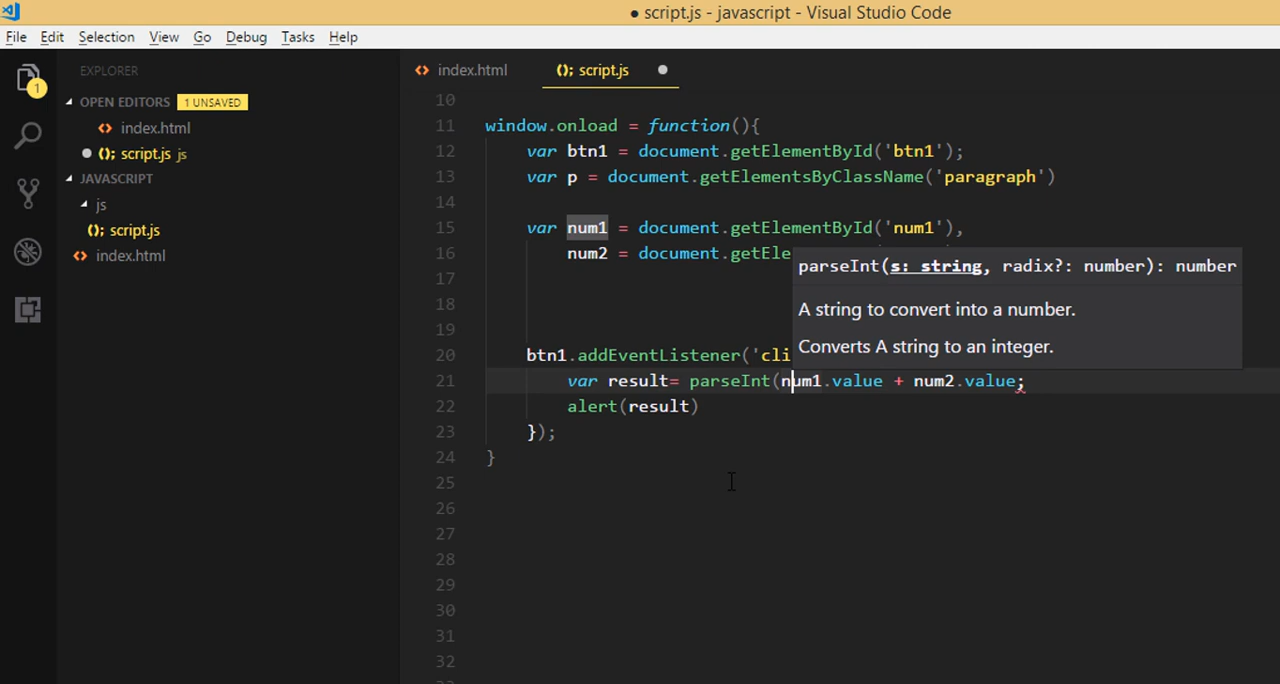 ● script.js - javascript - Visual Studio Code
File Edit Selection View Go Debug Tasks Help
1
EXPLORER
OPEN EDITORS 1 UNSAVED
<> index.html
● (); script.js js
JAVASCRIPT
js
(); script.js
<> index.html
<> index.html (); script.js ●
10
11 window.onload = function(){
12 var btn1 = document.getElementById('btn1');
13 var p = document.getElementsByClassName('paragraph')
14
15 var num1 = document.getElementById('num1'),
16 num2 = document.getEle
17
18
19
20 btn1.addEventListener('cli
21 var result= parseInt(num1.value + num2.value;
22 alert(result)
23 });
24 }
25
26
27
28
29
30
31
32
parseInt(s: string, radix?: number): number
A string to convert into a number.
Converts A string to an integer.